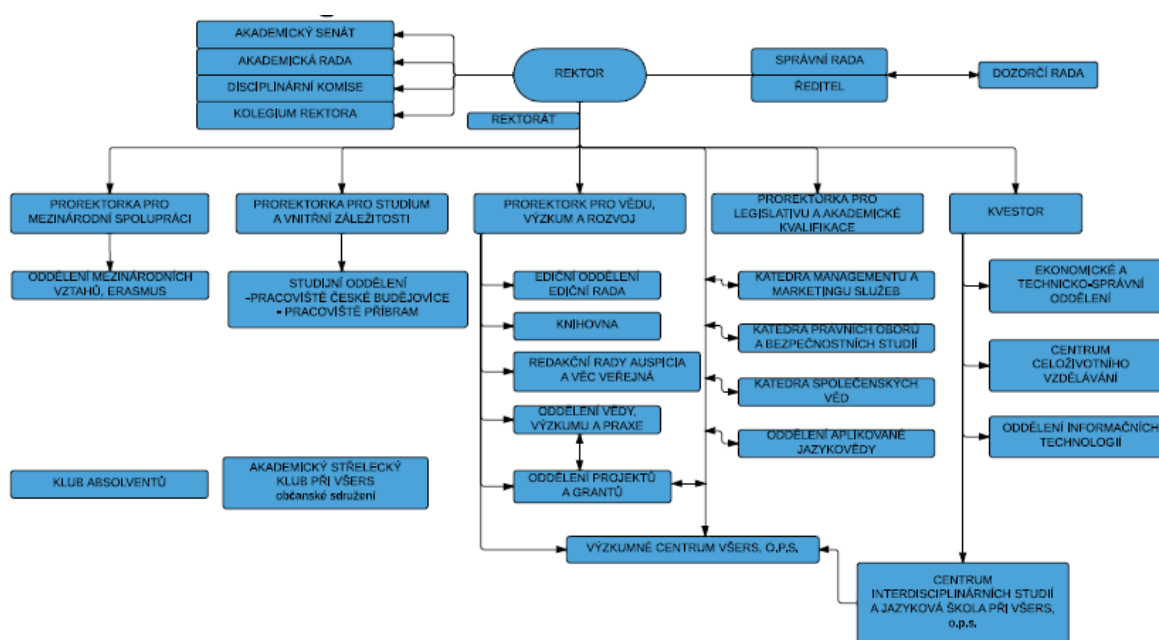 AKADEMICKÝ SENÁT
AKADEMICKÁ RADA
DISCIPLINÁRNÍ KOMISE
KOLEGIUM REKTORA
REKTOR
REKTORÁT
SPRÁVNÍ RADA
ŘEDITEL
DOZORČÍ RADA
PROREKTORKA PRO
MEZINÁRODNÍ SPOLUPRÁCI
PROREKTORKA PRO STUDIUM
A VNITŘNÍ ZÁLEŽITOSTI
PROREKTORK PRO VĚDU,
VÝZKUM A ROZVOJ
PROREKTORKA PRO
LEGISLATIVU A AKADEMICKÉ
KVALIFIKACE
KVESTOR
ODDĚLENÍ MEZINÁRODNÍCH
VZTAHŮ, ERASMUS
STUDIJNÍ ODDĚLENÍ
-PRACOVIŠTĚ ČESKÉ BUDĚJOVICE
- PRACOVIŠTĚ PŘÍBRAM
EDIČNÍ ODDĚLENÍ
EDIČNÍ RADA
KNIHOVNA
REDAKČNÍ RADY AUSPICIA
A VĚC VEŘEJNÁ
ODDĚLENÍ VĚDY,
VÝZKUMU A PRAXE
ODDĚLENÍ PROJEKTŮ
A GRANTŮ
KATEDRA MANAGEMENTU A
MARKETINGU SLUŽEB
KATEDRA PRÁVNÍCH OBORŮ
A BEZPEČNOSTNÍCH STUDIÍ
KATEDRA SPOLEČENSKÝCH
VĚD
ODDĚLENÍ APLIKOVANÉ
JAZYKOVĚDY
EKONOMICKÉ A
TECHNICKO-SPRÁVNÍ
ODDĚLENÍ
CENTRUM
CELOŽIVOTNÍHO
VZDĚLÁVÁNÍ
ODDĚLENÍ INFORMAČNÍCH
TECHNOLOGIÍ
KLUB ABSOLVENTŮ
AKADEMICKÝ STŘELECKÝ
KLUB PŘI VŠERS
občanské sdružení
VÝZKUMNÉ CENTRUM VŠERS, O.P.S.
CENTRUM
INTERDISCIPLINÁRNÍCH STUDIÍ
A JAZYKOVÁ ŠKOLA PŘI VŠERS,
o.p.s.